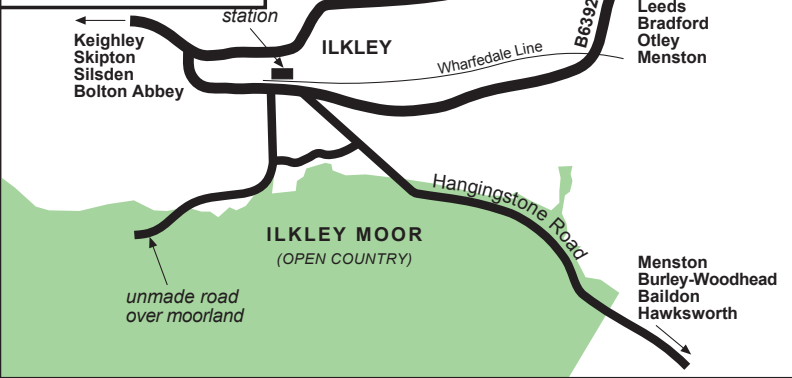 station
Keighley
Skipton
Silsden
Bolton Abbey
ILKLEY
Wharfedale Line
B6392
Leeds
Bradford
Otley
Menston
Hangingstone Road
ILKLEY MOOR
(OPEN COUNTRY)
unmade road
over moorland
Menston
Burley-Woodhead
Baildon
Hawksworth